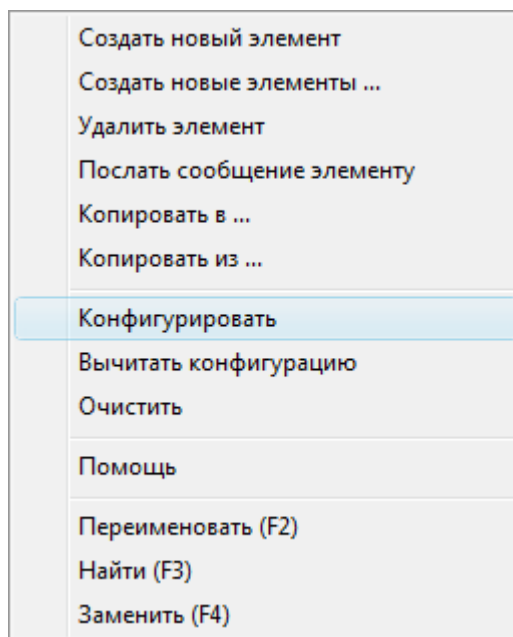 Создать новый элемент
Создать новые элементы ...
Удалить элемент
Послать сообщение элементу
Копировать в ...
Копировать из ...
Конфигурировать
Вычитать конфигурацию
Очистить
Помощь
Переименовать (F2)
Найти (F3)
Заменить (F4)